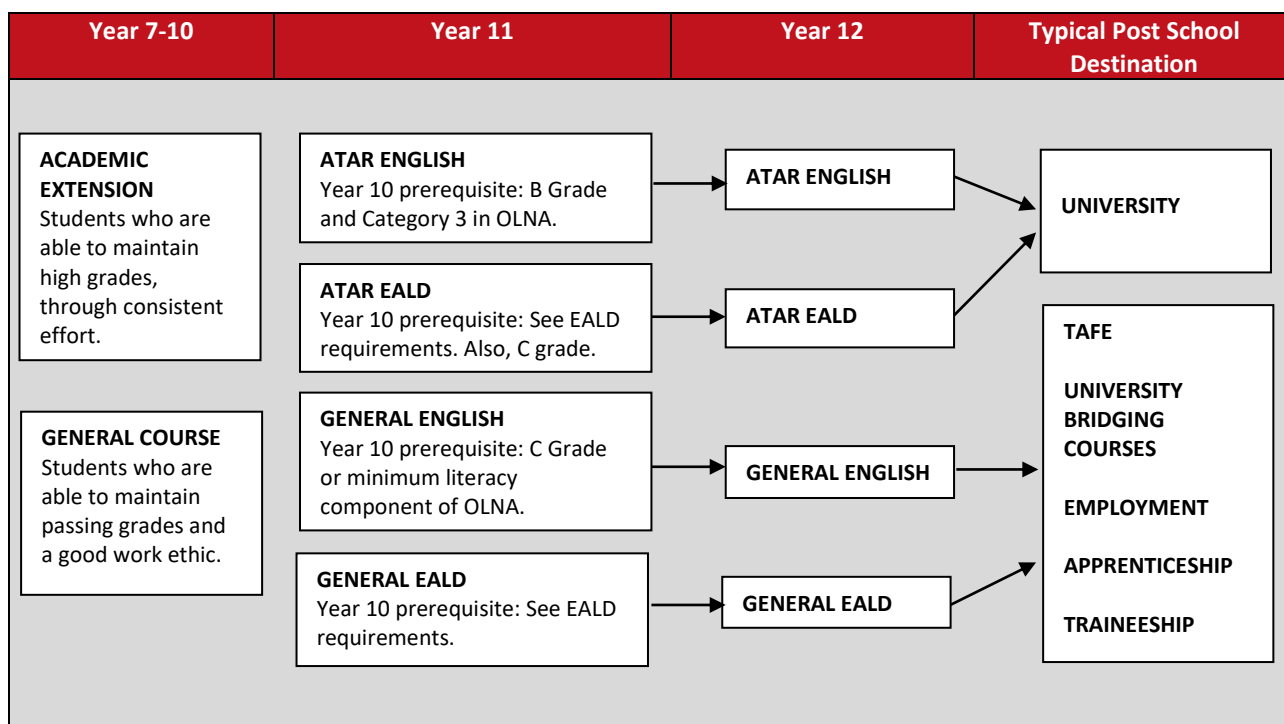 Year 7-10
Year 11
Year 12
Typical Post School
Destination
ACADEMIC
EXTENSION
Students who are
able to maintain
high grades,
through consistent
effort.
GENERAL COURSE
Students who are
able to maintain
passing grades and
a good work ethic.
ATAR ENGLISH
Year 10 prerequisite: B Grade
and Category 3 in OLNA.
ATAR EALD
Year 10 prerequisite: See EALD
requirements. Also, C grade.
GENERAL ENGLISH
Year 10 prerequisite: C Grade
or minimum literacy
component of OLNA.
GENERAL EALD
Year 10 prerequisite: See EALD
requirements.
ATAR ENGLISH
ATAR EALD
GENERAL ENGLISH
GENERAL EALD
UNIVERSITY
TAFE
UNIVERSITY
BRIDGING
COURSES
EMPLOYMENT
APPRENTICESHIP
TRAINEESHIP